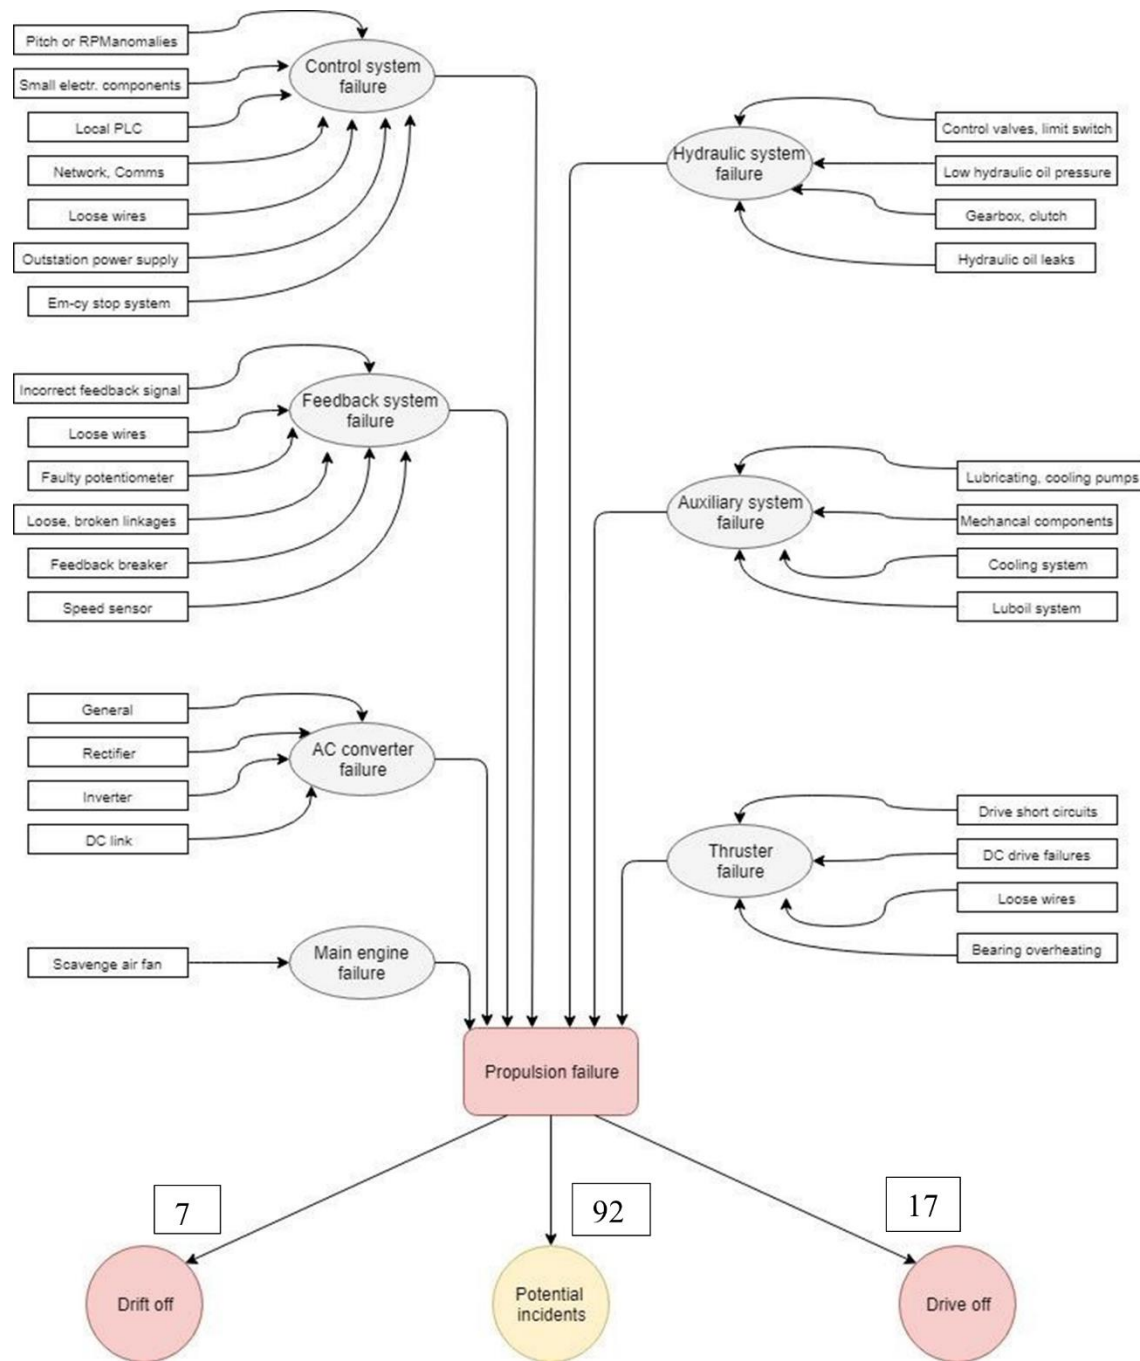 Pitch or RPManomalies
Small electr. components
Local PLC
Network, Comms
Loose wires
Outstation power supply
Em-cy stop system
Control system
failure
Control valves, limit switch
Low hydraulic oil pressure
Gearbox, clutch
Hydraulic oil leaks
Hydraulic system
failure
Incorrect feedback signal
Loose wires
Faulty potentiometer
Loose, broken linkages
Feedback breaker
Speed sensor
Feedback system
failure
Lubricating, cooling pumps
Mechancal components
Cooling system
Luboil system
Auxiliary system
failure
General
Rectifier
Inverter
DC link
AC converter
failure
Drive short circuits
DC drive failures
Loose wires
Bearing overheating
Thruster
failure
Scavenge air fan
Main engine
failure
Propulsion failure
7
92
17
Drift off
Potential
incidents
Drive off